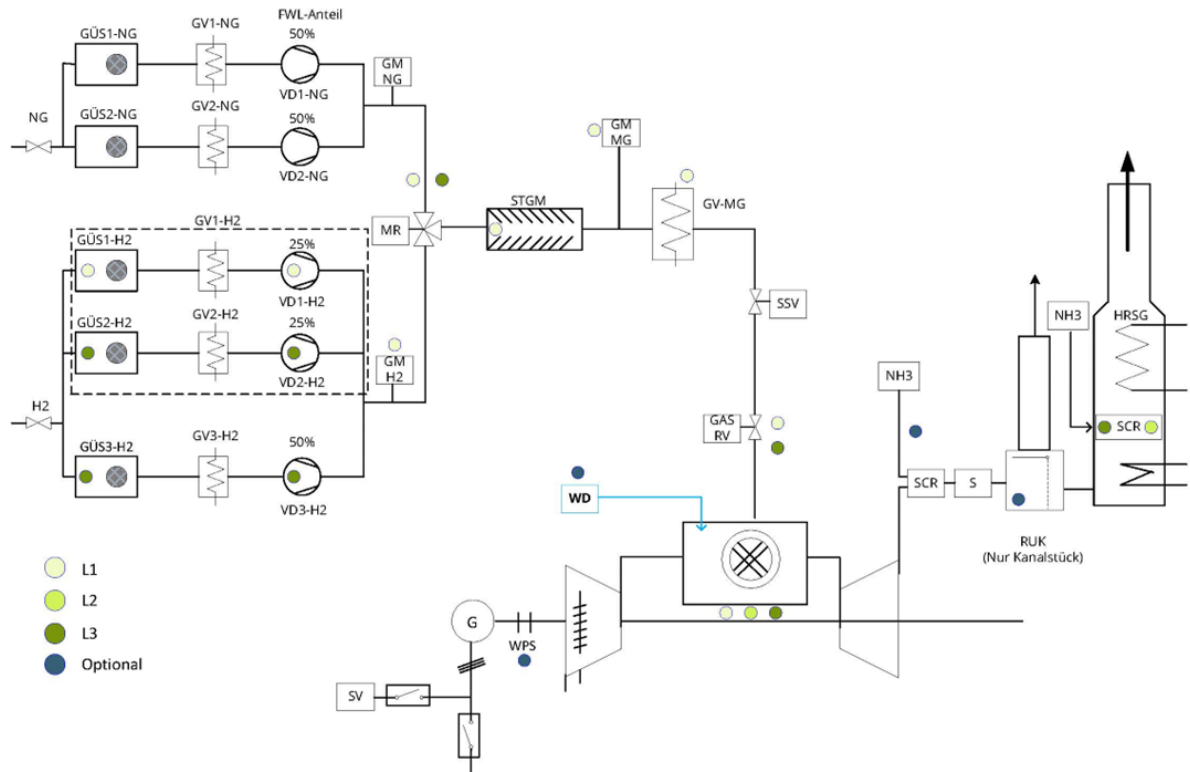 FWL-Anteil
GÜS1-NG
GV1-NG
50%
VD1-NG
GM
NG
NG
GÜS2-NG
GV2-NG
50%
VD2-NG
GM
MG
STGM
GV-MG
MR
GV1-H2
GÜS1-H2
25%
VD1-H2
GÜS2-H2
GV2-H2
25%
VD2-H2
GM
H2
H2
GÜS3-H2
GV3-H2
50%
VD3-H2
SSV
GAS
RV
WD
NH3
NH3
HRSG
SCR
SCR
S
RUK
(Nur Kanalstück)
G
WPS
SV
L1
L2
L3
Optional